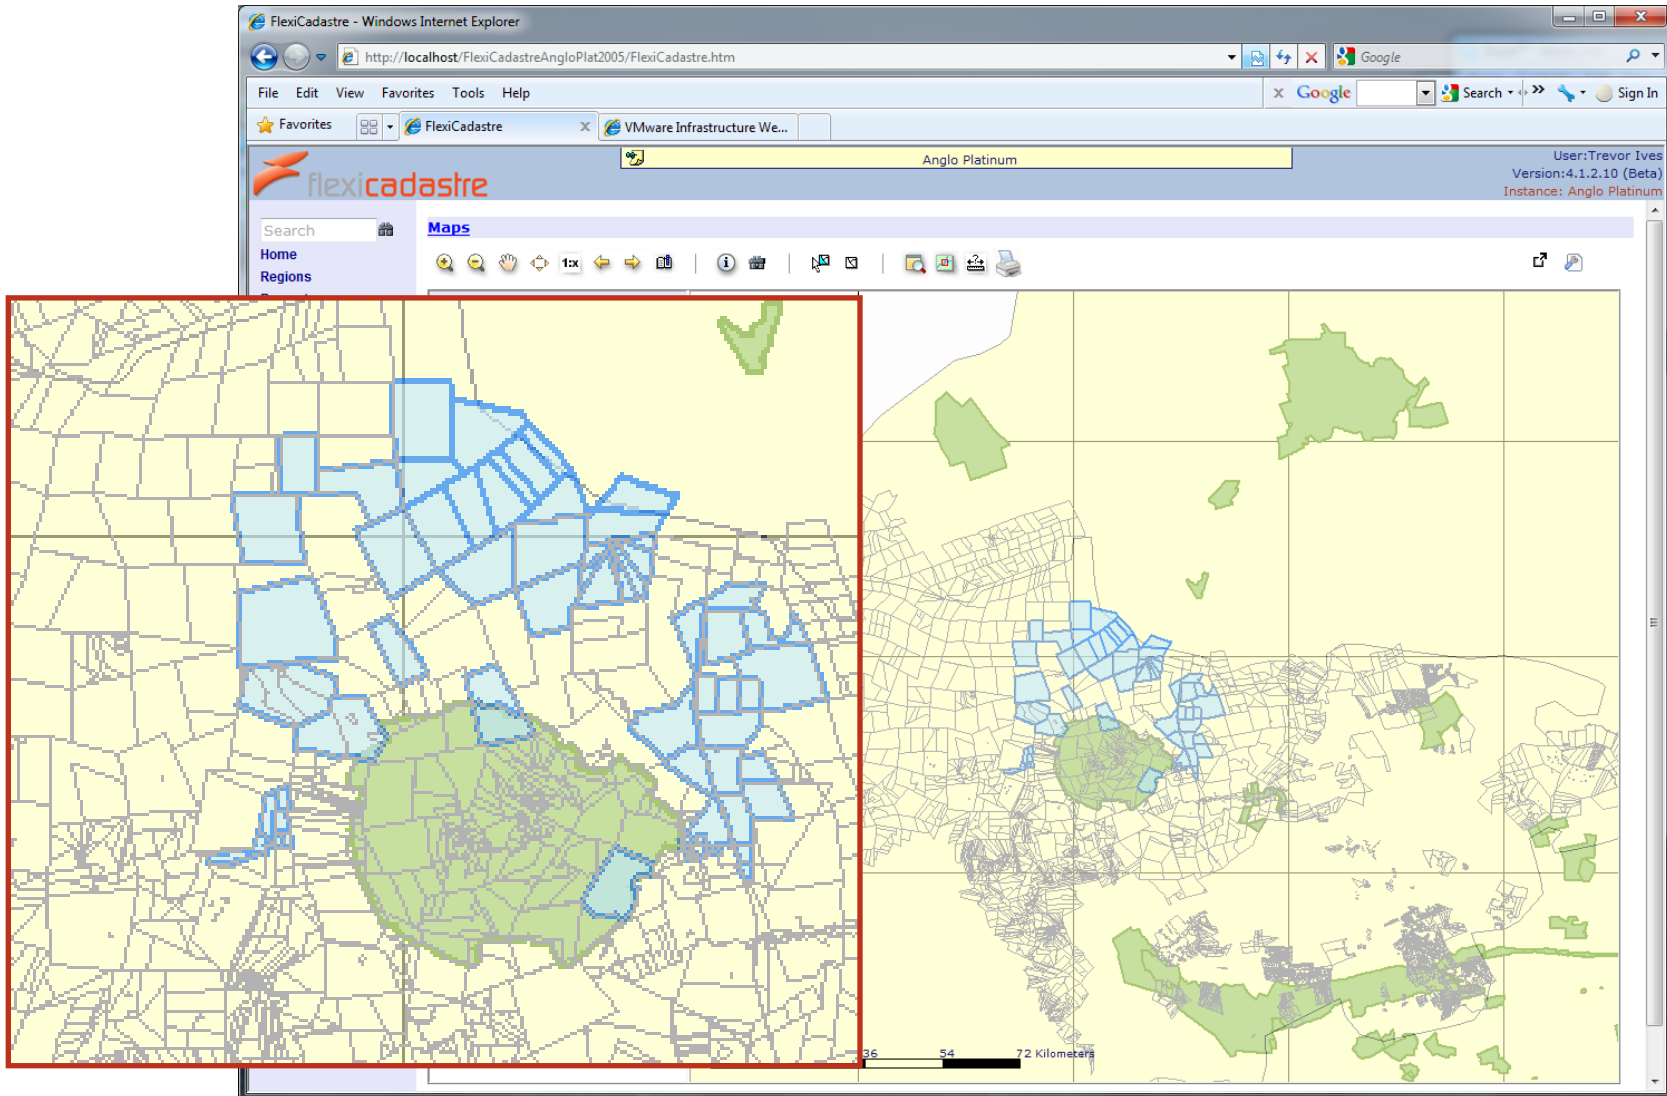 FlexiCadastre - Windows Internet Explorer
http://localhost/FlexiCadastreAngloPlat2005/FlexiCadastre.htm
Google
File Edit View Favorites Tools Help
x Google Search Sign In
Favorites FlexiCadastre x VMware Infrastructure We...
Anglo Platinum
User:Trevor Ives
Version:4.1.2.10 (Beta)
Instance: Anglo Platinum
flexicadastre
Search
Maps
Home
Regions
1:x
36 54 72 Kilometers